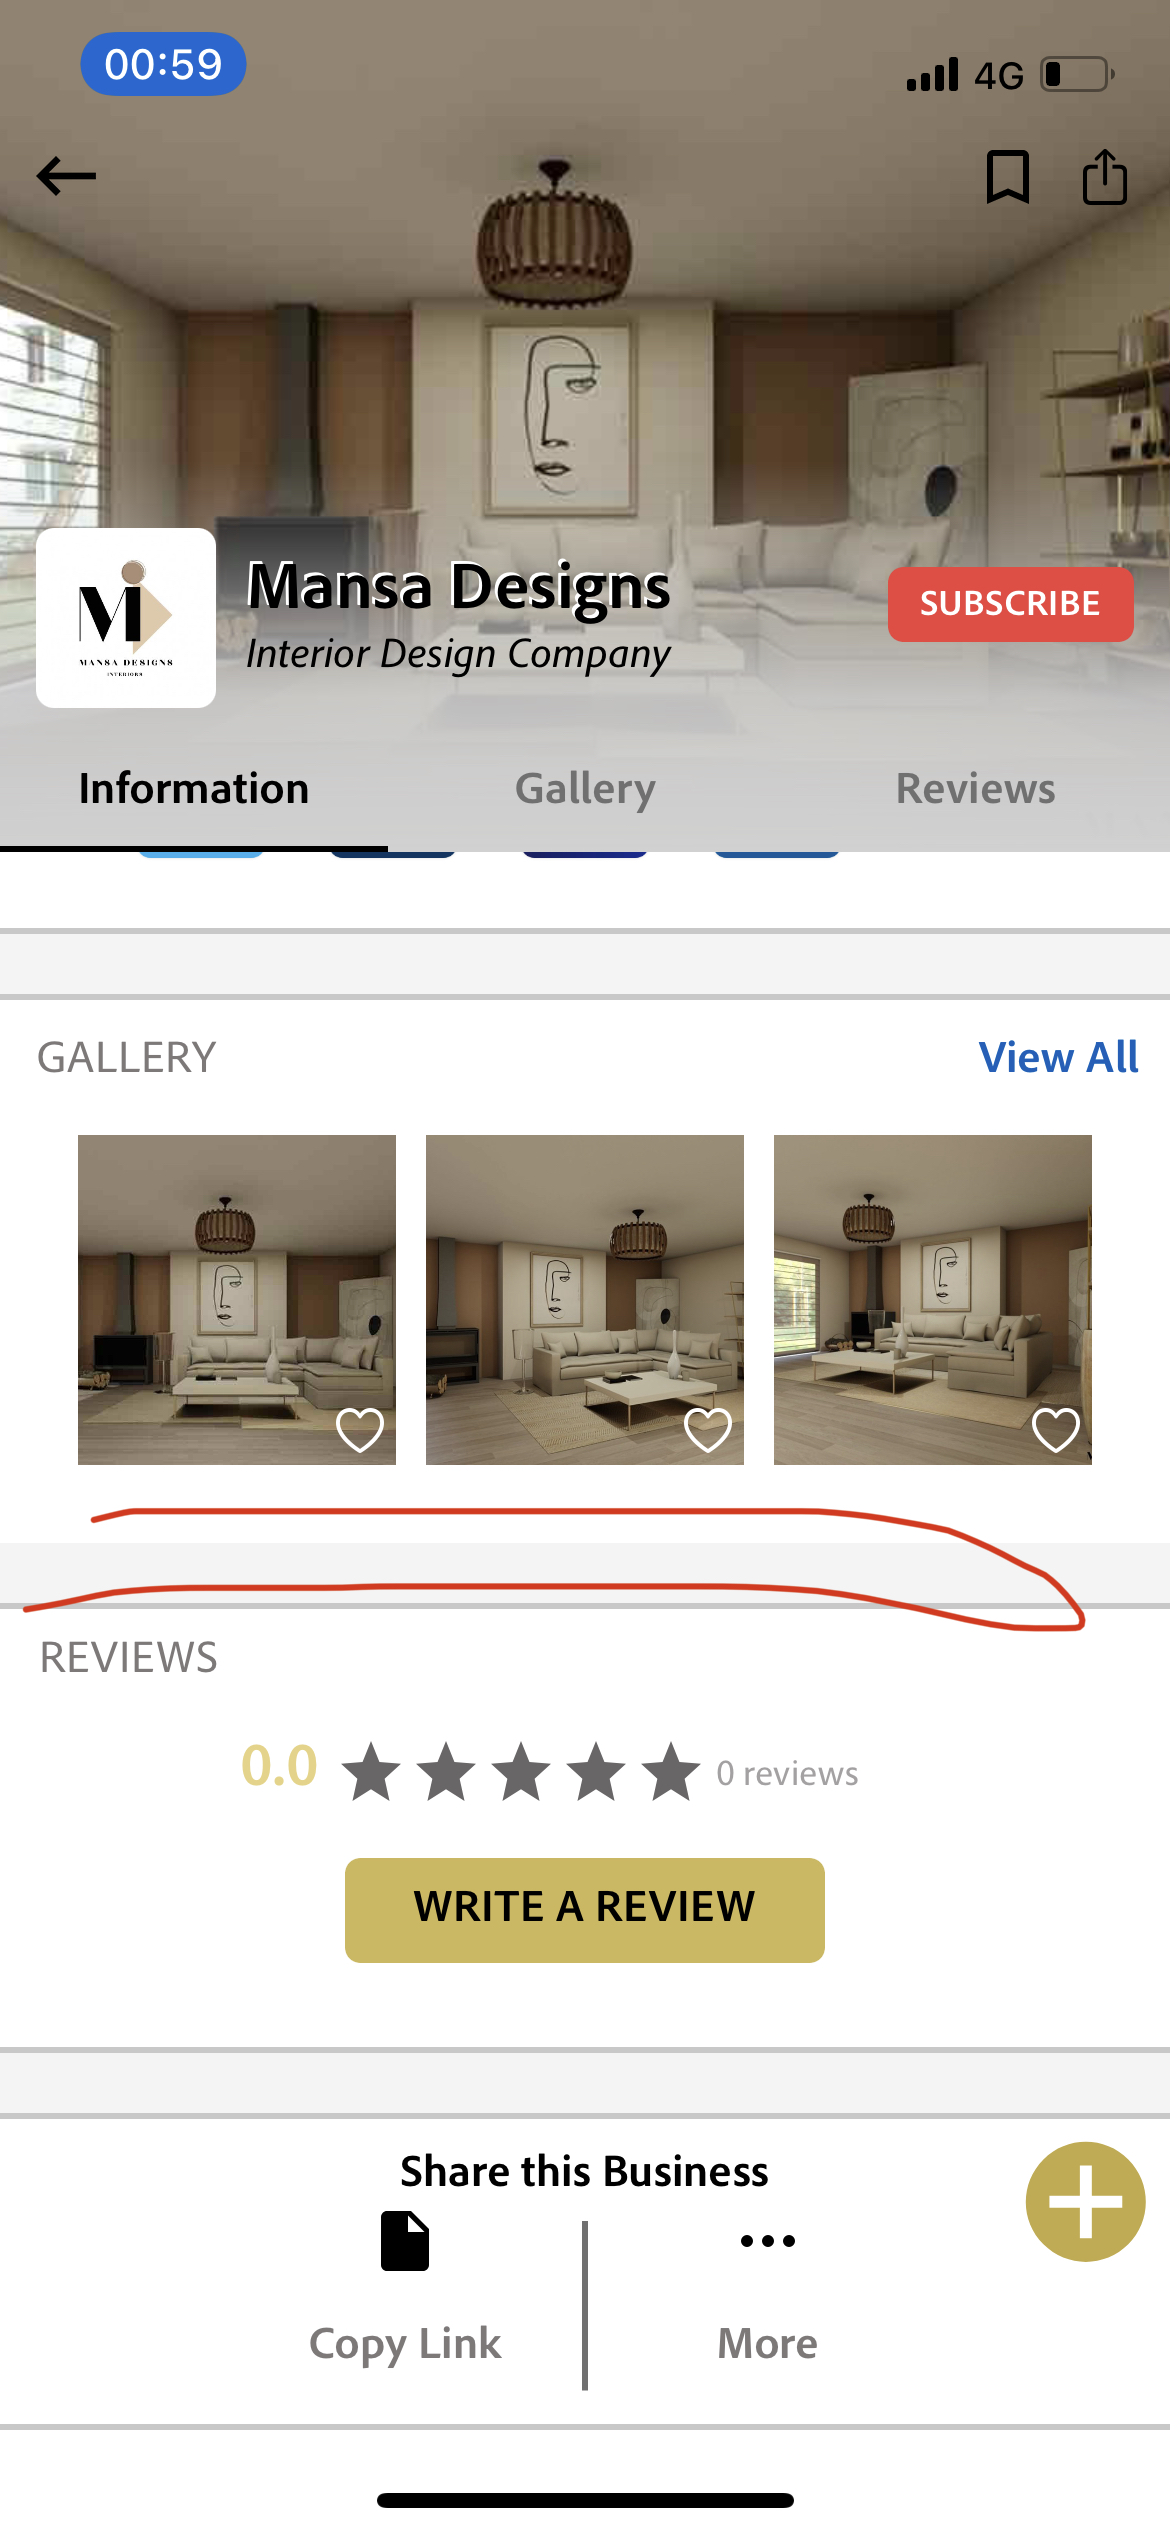 00:59
4G
Mansa Designs
Interior Design Company
SUBSCRIBE
M
MANSA DESIGNS
INTERIORS
Information
Gallery
Reviews
GALLERY
View All
REVIEWS
0.0
0 reviews
WRITE A REVIEW
Share this Business
Copy Link
More